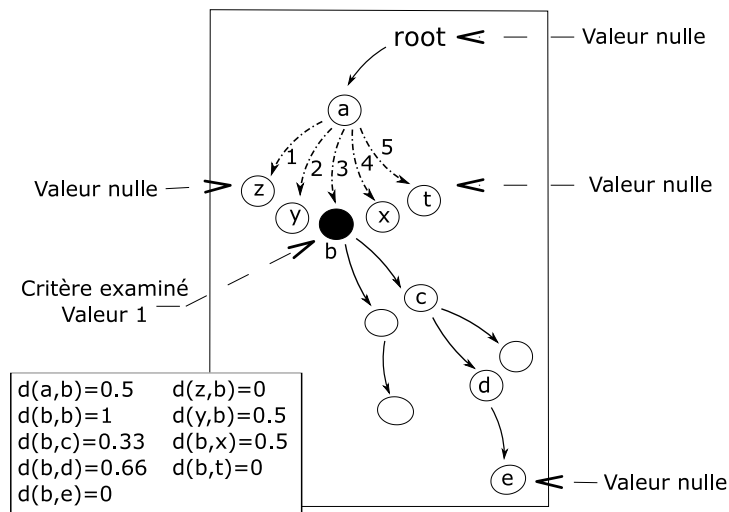 root
Valeur nulle
a
1
2
3
4
5
Valeur nulle
z
y
b
x
t
Valeur nulle
Critère examiné
Valeur 1
c
d
e
Valeur nulle
d(a,b)=0.5 d(z,b)=0
d(b,b)=1 d(y,b)=0.5
d(b,c)=0.33 d(b,x)=0.5
d(b,d)=0.66 d(b,t)=0
d(b,e)=0